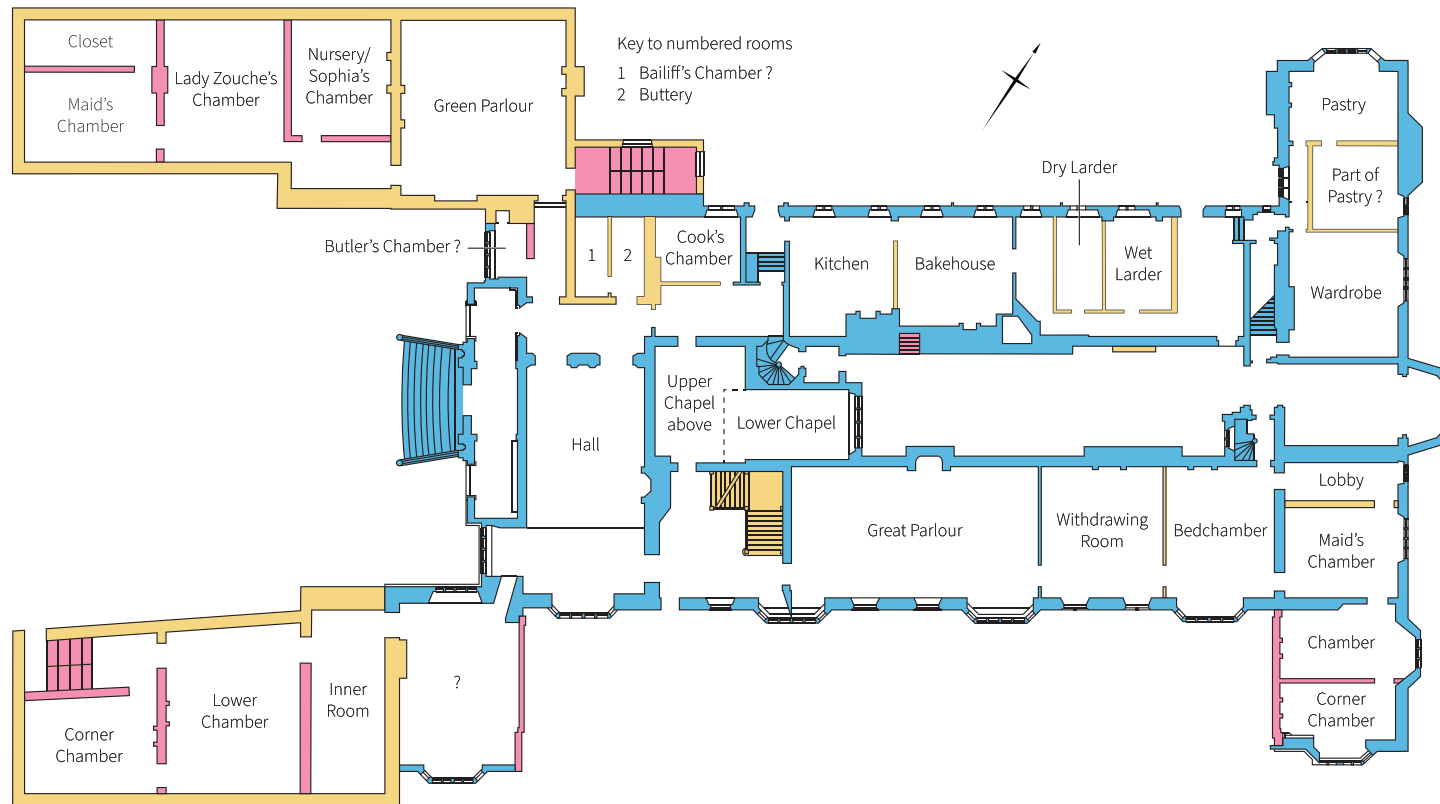 Closet
Maid's
Chamber
Lady Zouche's
Chamber
Nursery/
Sophia's
Chamber
Green Parlour
Key to numbered rooms
1 Bailiff's Chamber ?
2 Buttery
Pastry
Part of
Pastry ?
Dry Larder
Butler's Chamber ?
1
2
Cook's
Chamber
Kitchen
Bakehouse
Wet
Larder
Wardrobe
Upper
Chapel
above
Lower Chapel
Hall
Great Parlour
Withdrawing
Room
Bedchamber
Lobby
Maid's
Chamber
Chamber
Corner
Chamber
?
Inner
Room
Lower
Chamber
Corner
Chamber